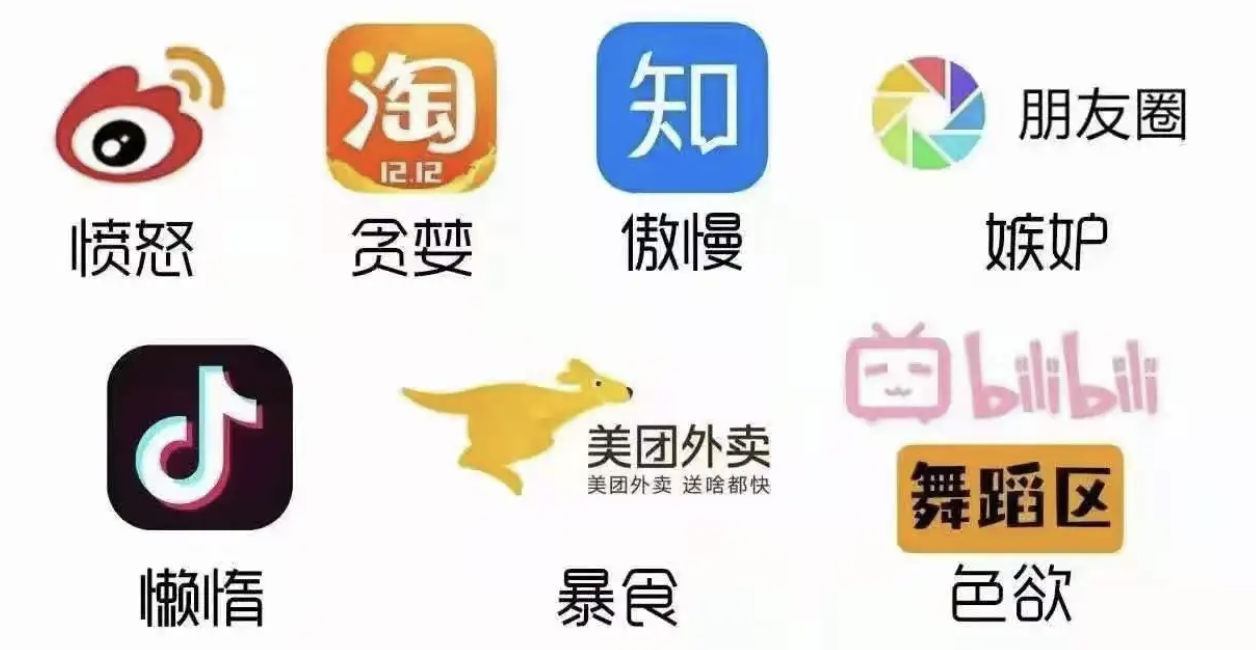 淘
12.12
知
朋友圈
愤怒
贪婪
傲慢
嫉妒
bilibili
美团外卖
美团外卖 送啥都快
舞蹈区
懒惰
暴食
色欲